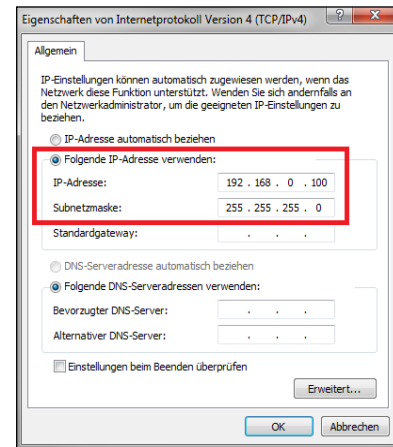 Eigenschaften von Internetprotokoll Version 4 (TCP/IPv4)
Allgemein
IP-Einstellungen können automatisch zugewiesen werden, wenn das
Netzwerk diese Funktion unterstützt. Wenden Sie sich andernfalls an
den Netzwerkadministrator, um die geeigneten IP-Einstellungen zu
beziehen.
IP-Adresse automatisch beziehen
Folgende IP-Adresse verwenden:
IP-Adresse: 192 . 168 . 0 . 100
Subnetzmaske: 255 . 255 . 255 . 0
Standardgateway: . . .
DNS-Serveradresse automatisch beziehen
Folgende DNS-Serveradressen verwenden:
Bevorzugter DNS-Server: . . .
Alternativer DNS-Server: . . .
Einstellungen beim Beenden überprüfen
Erweitert...
OK Abbrechen